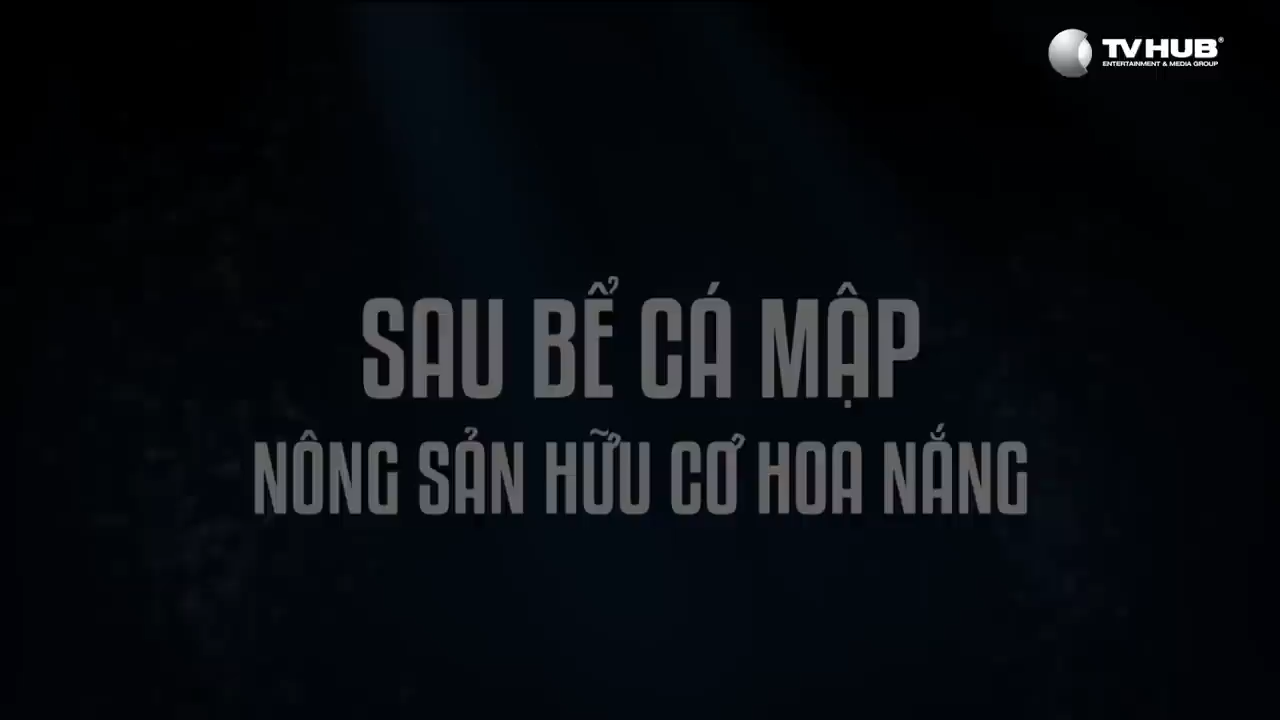 TV HUB®
ENTERTAINMENT & MEDIA GROUP
SAU BỂ CÁ MẬP
NÔNG SẢN HỮU CƠ HOA NẮNG